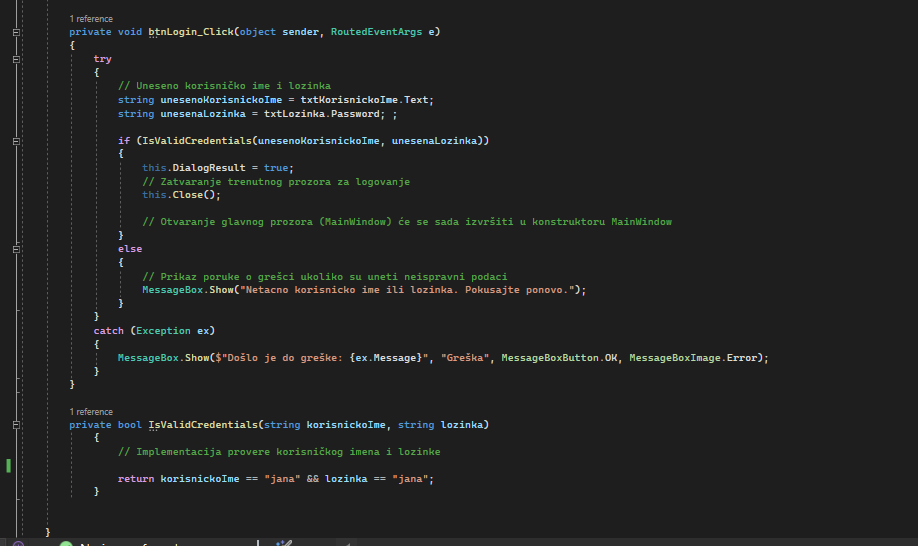 1 reference
private void btnLogin_Click(object sender, RoutedEventArgs e)
{
try
{
// Uneseno korisničko ime i lozinka
string unesenoKorisnickoIme = txtKorisnickoIme.Text;
string unesenaLozinka = txtLozinka.Password; ;
if (IsValidCredentials(unesenoKorisnickoIme, unesenaLozinka))
{
this.DialogResult = true;
// Zatvaranje trenutnog prozora za logovanje
this.Close();
// Otvaranje glavnog prozora (MainWindow) će se sada izvršiti u konstruktoru MainWindow
}
else
{
// Prikaz poruke o grešci ukoliko su uneti neispravni podaci
MessageBox.Show("Netacno korisnicko ime ili lozinka. Pokusajte ponovo.");
}
}
catch (Exception ex)
{
MessageBox.Show($"Došlo je do greške: {ex.Message}", "Greška", MessageBoxButton.OK, MessageBoxImage.Error);
}
}
1 reference
private bool IsValidCredentials(string korisnickoIme, string lozinka)
{
// Implementacija provere korisničkog imena i lozinke
return korisnickoIme == "jana" && lozinka == "jana";
}
}